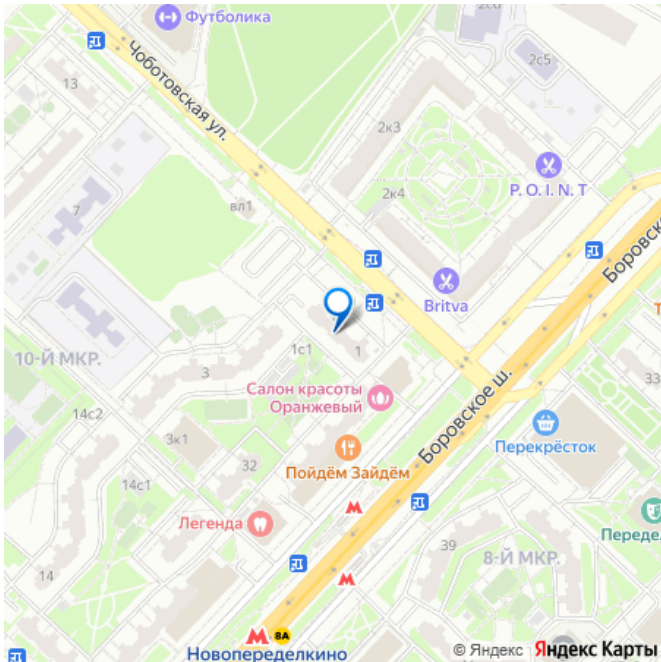 Футболика
2с6
Чоботовская ул.
2с5
13
2к3
P. O. I. N. T
7
2к4
вл1
Britva
Боровское
1
1с1
10-Й МКР.
3
Салон красоты
Оранжевый
33
14с2
Боровское ш.
Перекрёсток
3к1
32
Пойдём Зайдём
14с1
Легенда
Передел
39
8-Й МКР.
14
8А
Новопеределкино
© Яндекс Яндекс Карты